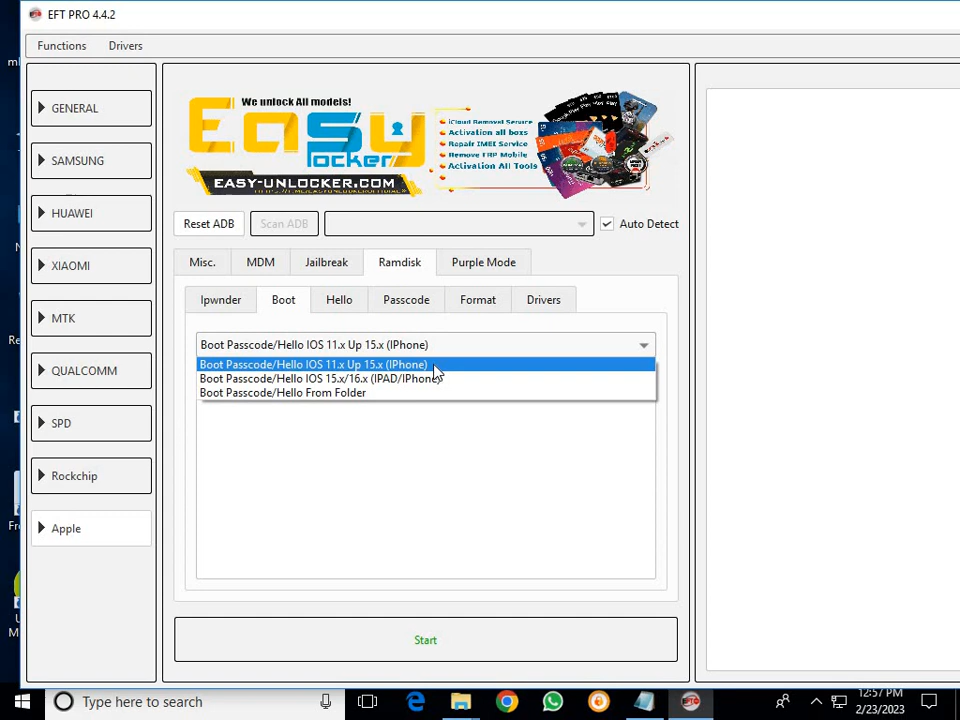 EFT PRO 4.4.2
Functions Drivers
GENERAL
SAMSUNG
HUAWEI
XIAOMI
MTK
QUALCOMM
SPD
Rockchip
Apple
We unlock All models!
Easy
locker
EASY-UNLOCKER.COM
iCloud Removal Service
Activation all boxes
Repair IMEI Service
Remove FRP Mobile
Activation All Tools
Reset ADB Scan ADB Auto Detect
Misc. MDM Jailbreak Ramdisk Purple Mode
Ipwnder Boot Hello Passcode Format Drivers
Boot Passcode/Hello IOS 11.x Up 15.x (IPhone)
Boot Passcode/Hello IOS 11.x Up 15.x (IPhone)
Boot Passcode/Hello IOS 15.x/16.x (IPAD/IPhone)
Boot Passcode/Hello From Folder
Start
Type here to search
12:57 PM
2/23/2023